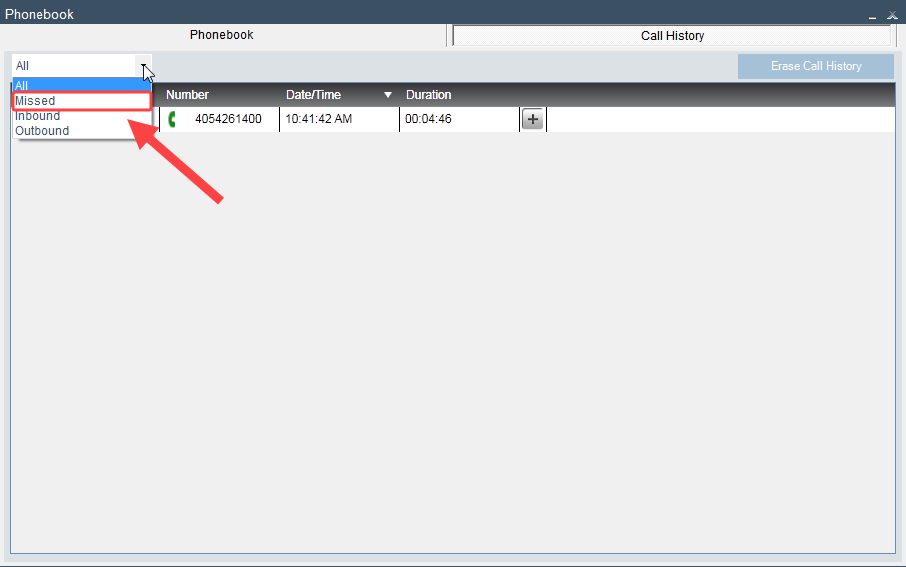 Phonebook
Phonebook
Call History
All
Erase Call History
All
Missed
Inbound
Outbound
Number Date/Time Duration
4054261400 10:41:42 AM 00:04:46